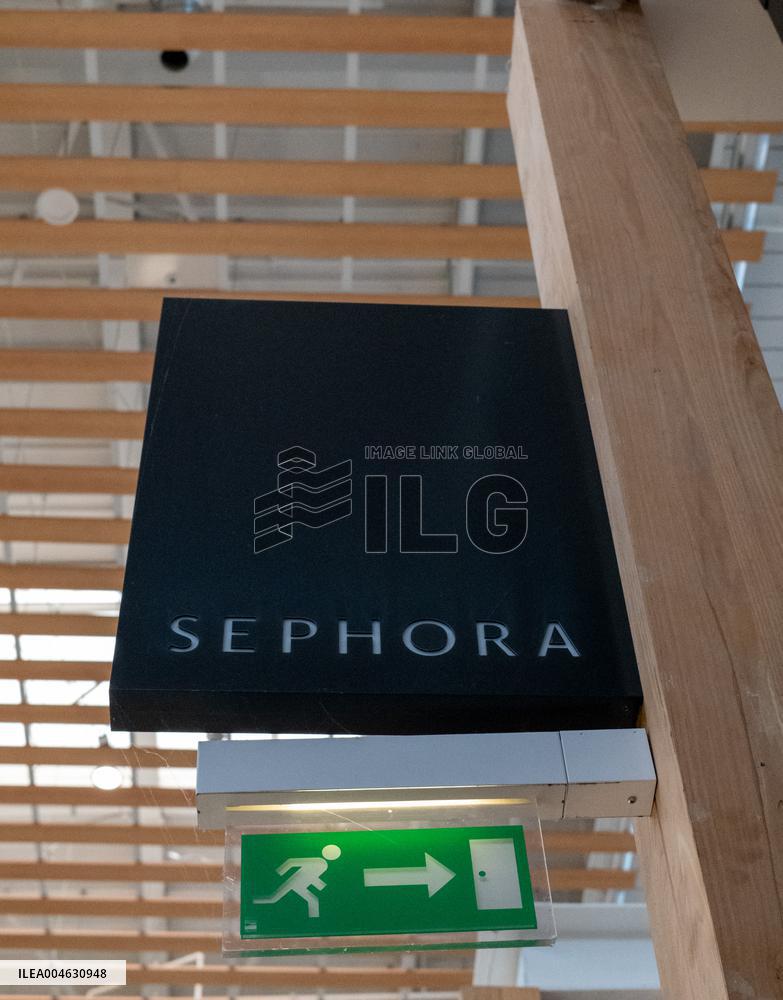 IMAGE LINK GLOBAL
ILG
SEPHORA
ILEA004630948